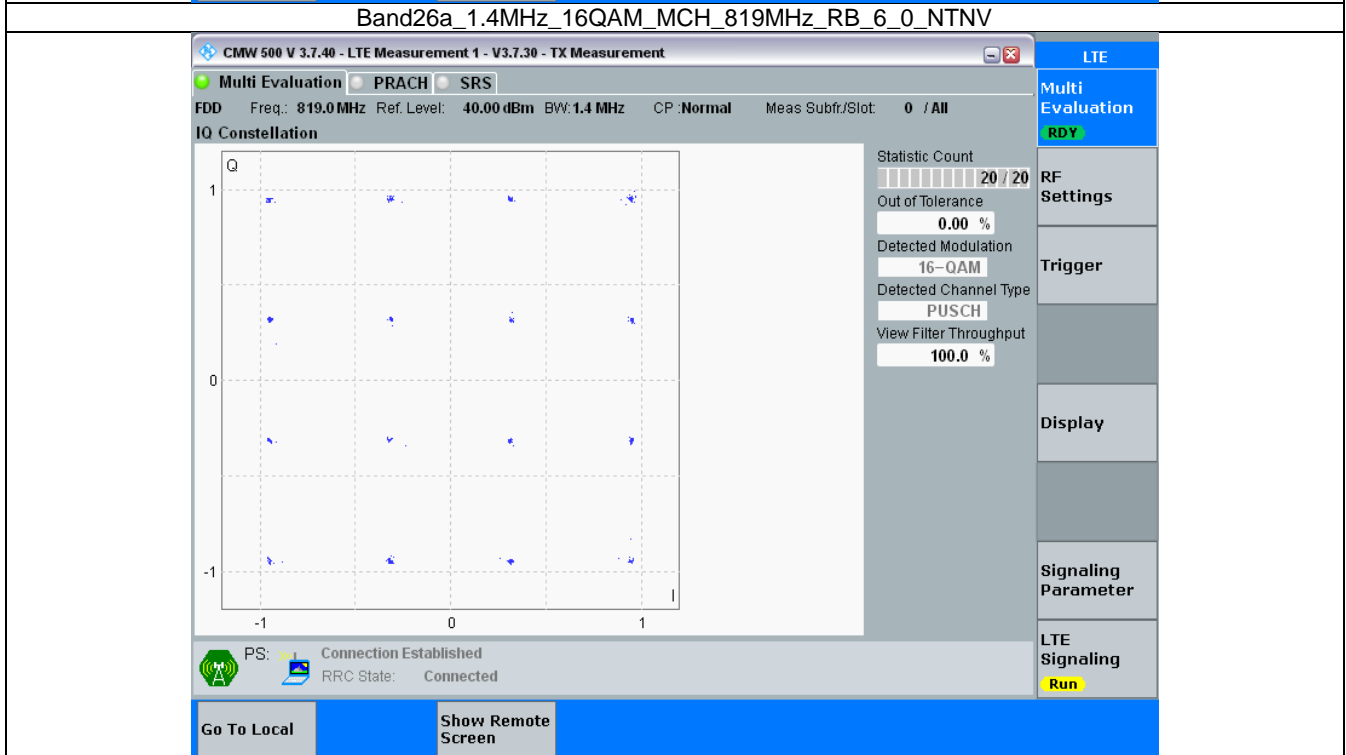 Band26a_1.4MHz_16QAM_MCH_819MHz_RB_6_0_NTNV
CMW 500 V 3.7.40 - LTE Measurement 1 - V3.7.30 - TX Measurement
LTE
Multi Evaluation PRACH SRS
Multi
Evaluation
RDY
FDD Freq.: 819.0 MHz Ref. Level: 40.00 dBm BW: 1.4 MHz CP :Normal Meas Subfr./Slot: 0 / All
IQ Constellation
Q
1
0
-1
I
-1 0 1
Statistic Count
20 / 20
Out of Tolerance
0.00 %
Detected Modulation
16-QAM
Detected Channel Type
PUSCH
View Filter Throughput
100.0 %
RF
Settings
Trigger
Display
Signaling
Parameter
LTE
Signaling
Run
PS: Connection Established
RRC State: Connected
Go To Local
Show Remote
Screen